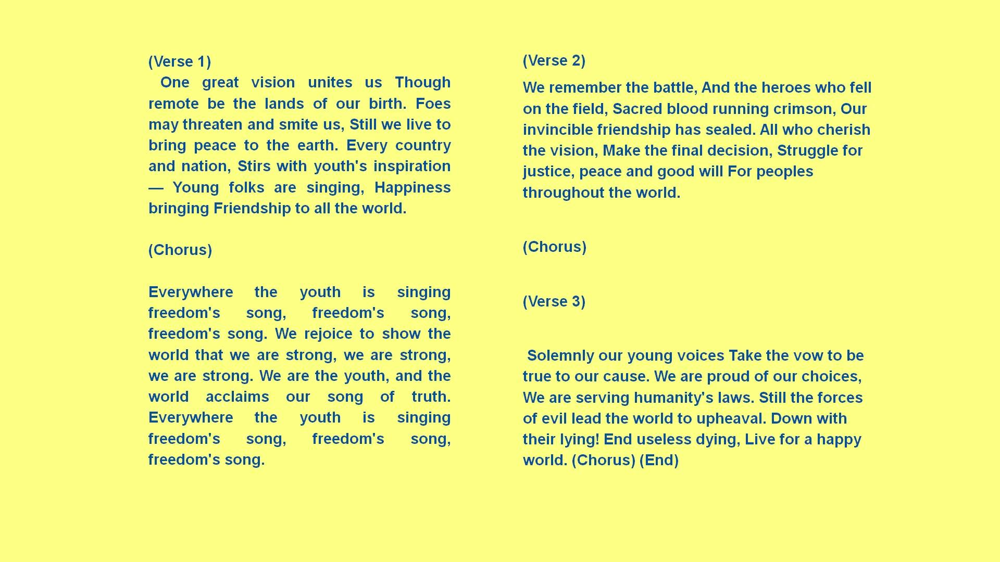 (Verse 1)
One great vision unites us Though
remote be the lands of our birth. Foes
may threaten and smite us, Still we live to
bring peace to the earth. Every country
and nation, Stirs with youth's inspiration
— Young folks are singing, Happiness
bringing Friendship to all the world.
(Chorus)
Everywhere the youth is singing
freedom's song, freedom's song,
freedom's song. We rejoice to show the
world that we are strong, we are strong,
we are strong. We are the youth, and the
world acclaims our song of truth.
Everywhere the youth is singing
freedom's song, freedom's song,
freedom's song.
(Verse 2)
We remember the battle, And the heroes who fell
on the field, Sacred blood running crimson, Our
invincible friendship has sealed. All who cherish
the vision, Make the final decision, Struggle for
justice, peace and good will For peoples
throughout the world.
(Chorus)
(Verse 3)
Solemnly our young voices Take the vow to be
true to our cause. We are proud of our choices,
We are serving humanity's laws. Still the forces
of evil lead the world to upheaval. Down with
their lying! End useless dying, Live for a happy
world. (Chorus) (End)